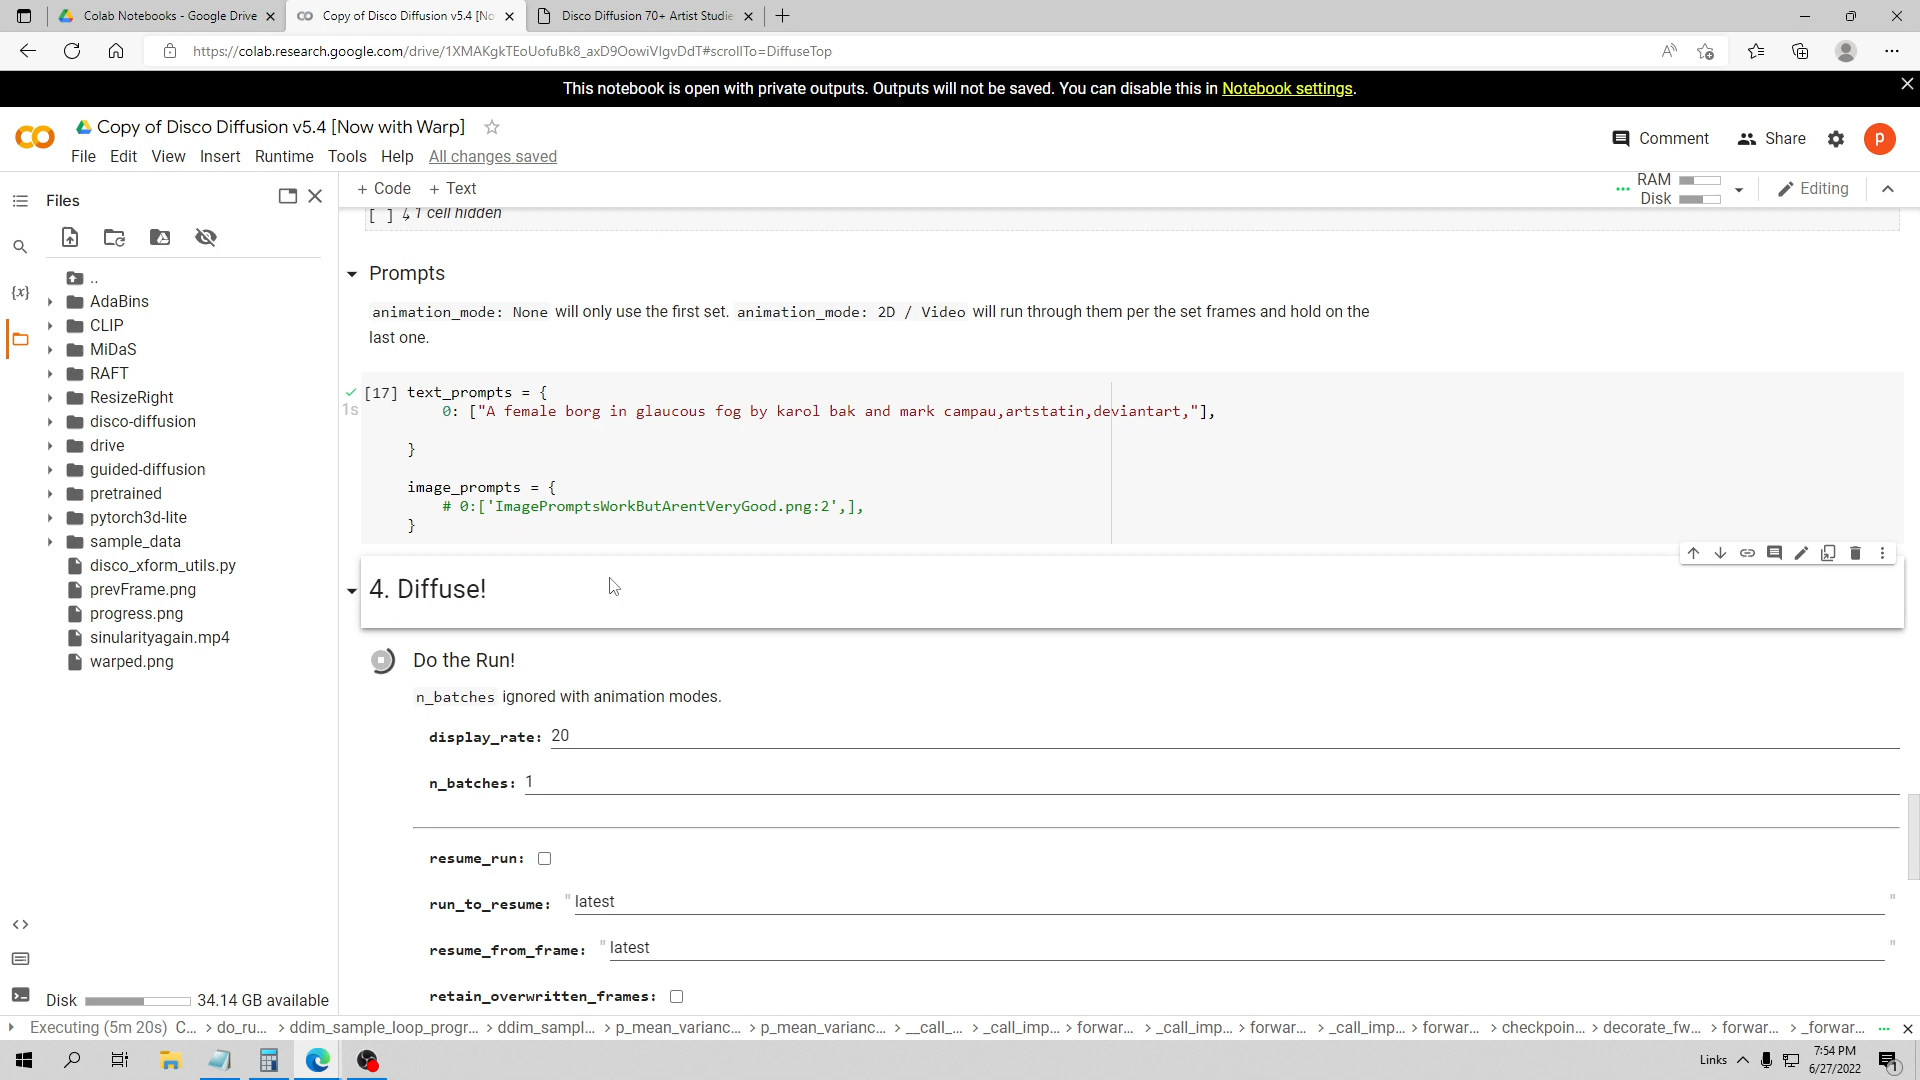 Colab Notebooks - Google Drive
Copy of Disco Diffusion v5.4 [No
Disco Diffusion 70+ Artist Studie
https://colab.research.google.com/drive/1XMAKgkTEoUofuBk8_axD9OowiVIgvDdT#scrollTo=DiffuseTop
This notebook is open with private outputs. Outputs will not be saved. You can disable this in Notebook settings.
Copy of Disco Diffusion v5.4 [Now with Warp]
File Edit View Insert Runtime Tools Help All changes saved
Comment Share P
Files
+ Code + Text
RAM
Disk
Editing
[ ] ↳ 1 cell hidden
..
AdaBins
CLIP
MiDaS
RAFT
ResizeRight
disco-diffusion
drive
guided-diffusion
pretrained
pytorch3d-lite
sample_data
disco_xform_utils.py
prevFrame.png
progress.png
sinularityagain.mp4
warped.png
Disk 34.14 GB available
{x}
Prompts
animation_mode: None will only use the first set. animation_mode: 2D / Video will run through them per the set frames and hold on the
last one.
[17] text_prompts = {
1s
0: ["A female borg in glaucous fog by karol bak and mark campau,artstatin,deviantart,"],
}
image_prompts = {
# 0:['ImagePromptsWorkButArentVeryGood.png:2',],
}
4. Diffuse!
Do the Run!
n_batches ignored with animation modes.
display_rate: 20
n_batches: 1
resume_run:
run_to_resume: "latest"
resume_from_frame: "latest"
retain_overwritten_frames:
Executing (5m 20s) C... > do_ru... > ddim_sample_loop_progr... > ddim_sampl... > p_mean_varianc... > p_mean_varianc... > __call_... > _call_imp... > forwar... > _call_imp... > forwar... > _call_imp... > forwar... > checkpoin... > decorate_fw... > forwar... > _forwar...
Links
7:54 PM
6/27/2022
1